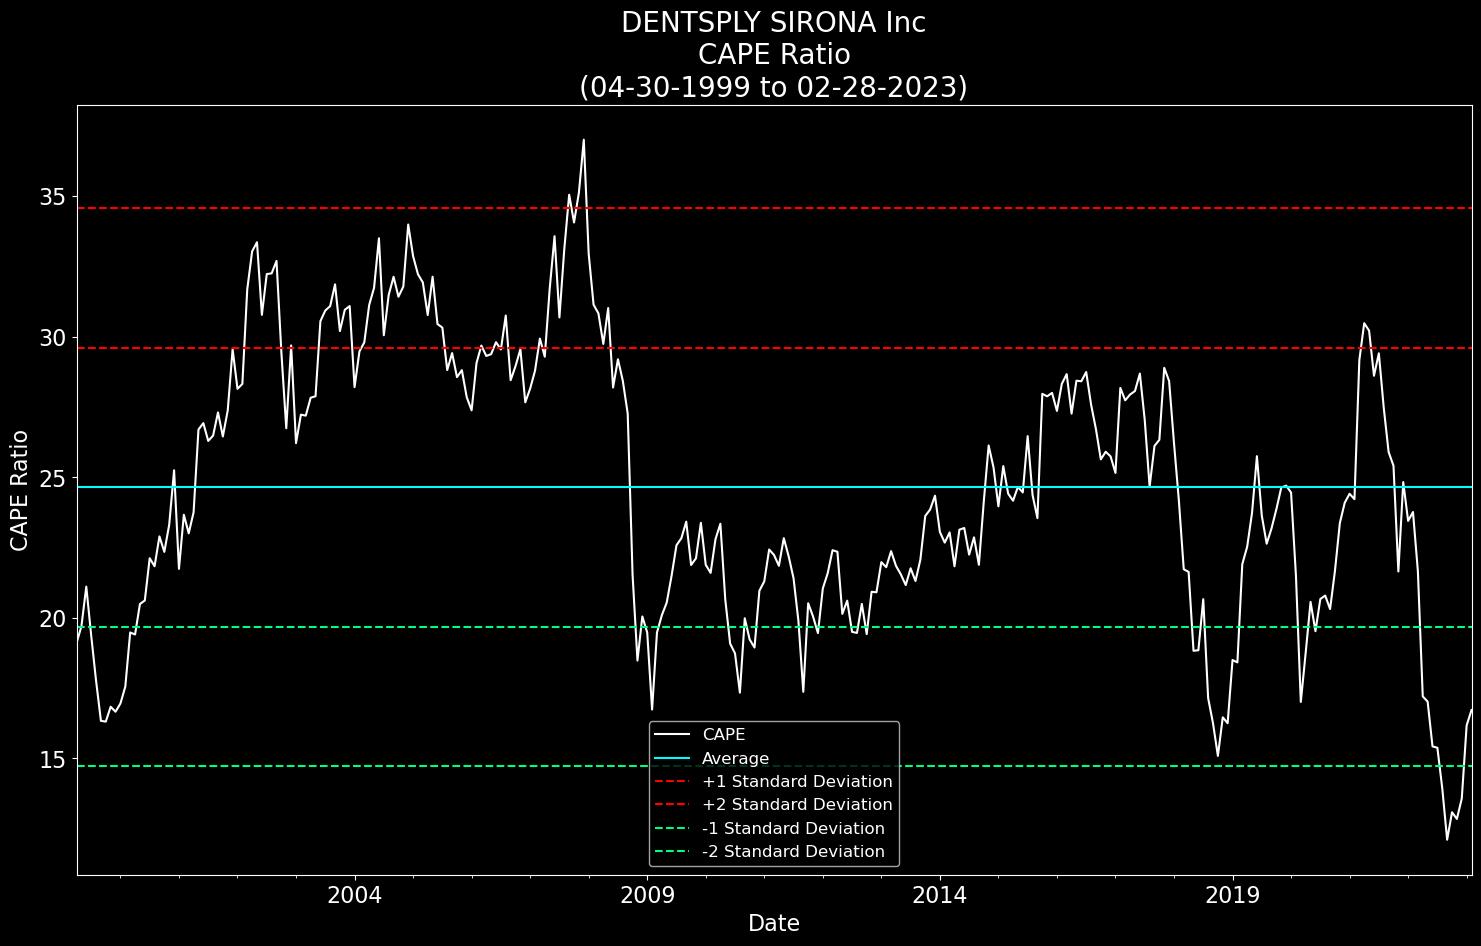 DENTSPLY SIRONA Inc
CAPE Ratio
(04-30-1999 to 02-28-2023)
CAPE Ratio
35
30
25
20
15
CAPE
Average
+1 Standard Deviation
+2 Standard Deviation
-1 Standard Deviation
-2 Standard Deviation
2004 2009 2014 2019
Date